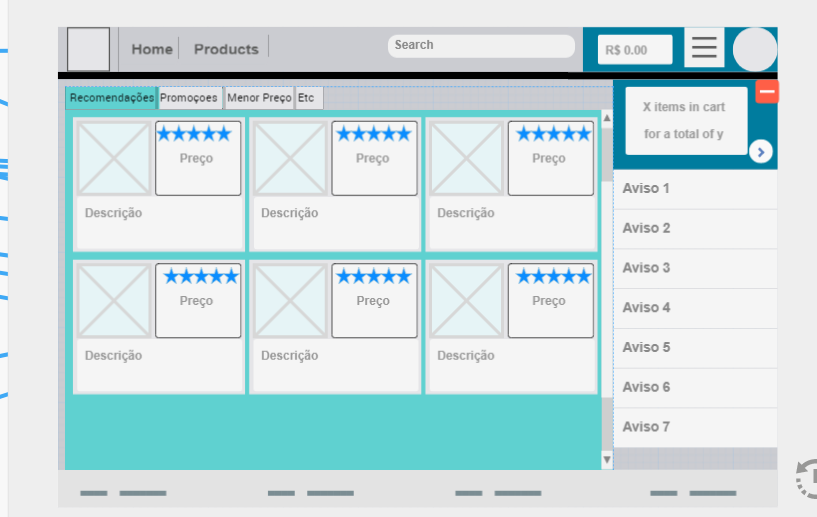 Home
Products
Search
R$ 0.00
Recomendações
Promoçoes
Menor Preço
Etc
X items in cart
for a total of y
Preço
Preço
Preço
Descrição
Descrição
Descrição
Preço
Preço
Preço
Descrição
Descrição
Descrição
Aviso 1
Aviso 2
Aviso 3
Aviso 4
Aviso 5
Aviso 6
Aviso 7